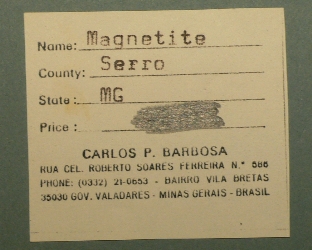 Name: Magnetite
County: Serro
State: MG
Price:
CARLOS P. BARBOSA
RUA CEL. ROBERTO SOARES FERREIRA N.° 586
PHONE: (0332) 21-0653 - BAIRRO VILA BRETAS
35030 GOV. VALADARES - MINAS GERAIS - BRASIL